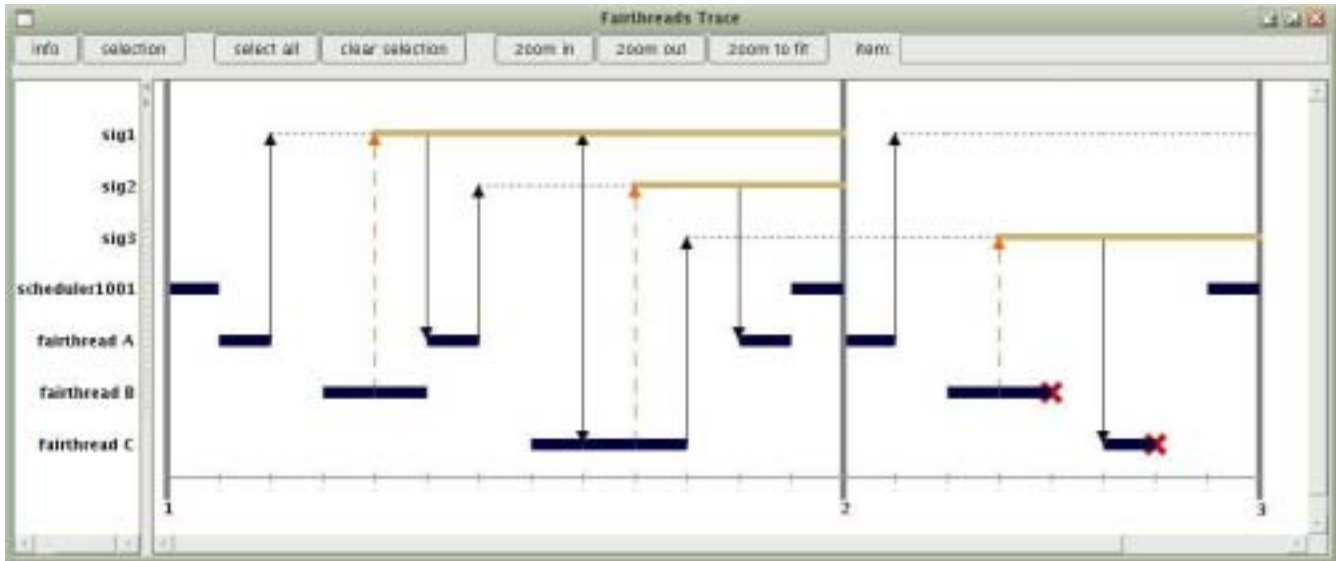 Fairthreads Trace
info selection select all clear selection zoom in zoom out zoom to fit item:
sig1
sig2
sig3
scheduler1001
fairthread A
fairthread B
fairthread C
1 2 3